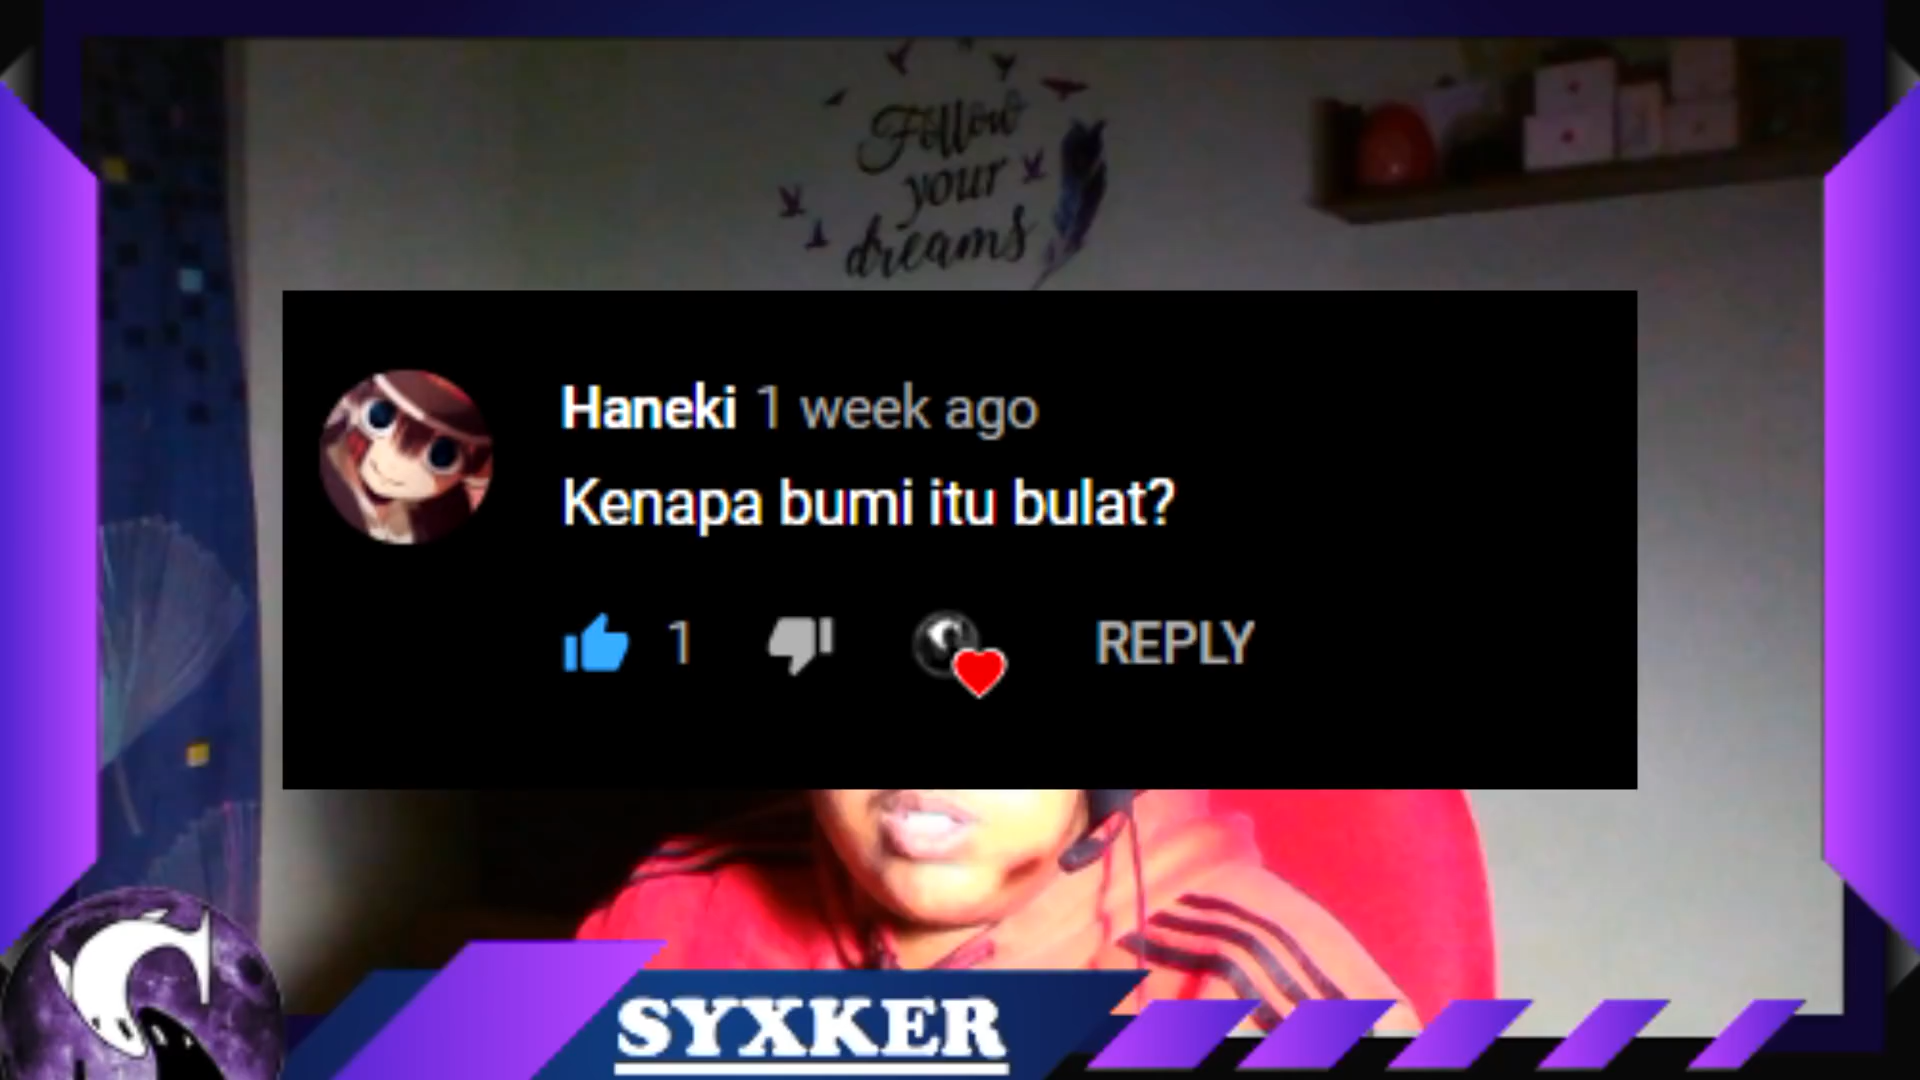 Follow
your
dreams
Haneki 1 week ago
Kenapa bumi itu bulat?
1 REPLY
SYXKER